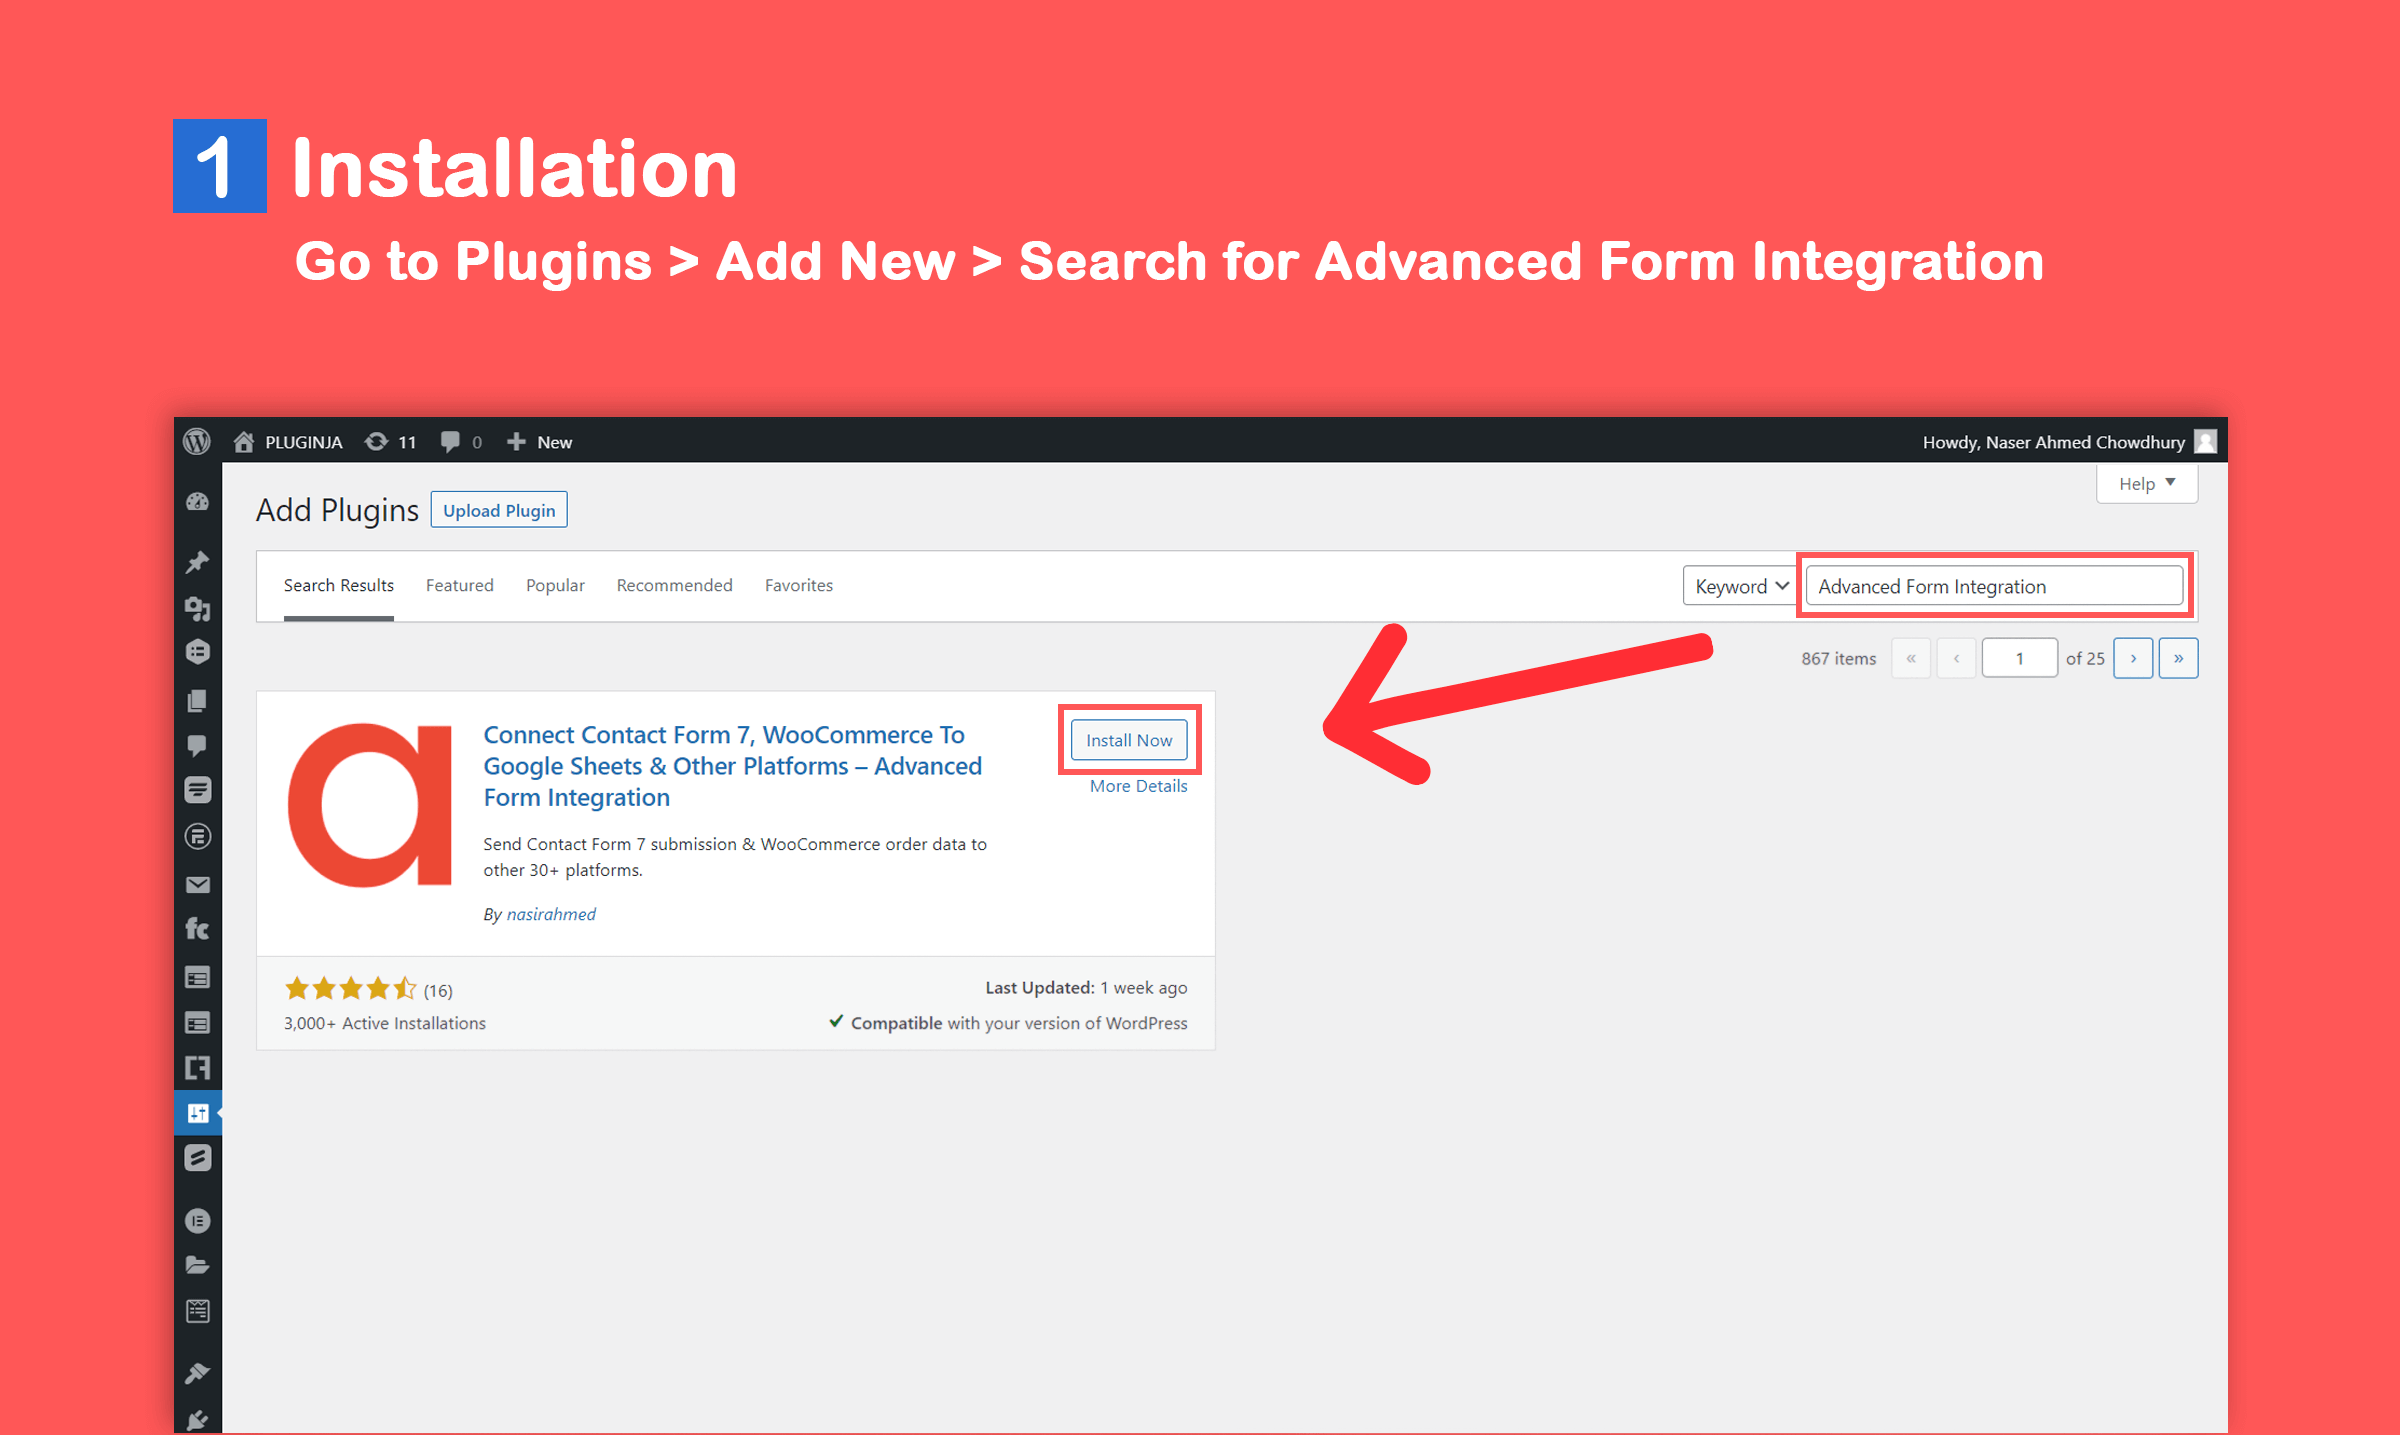 1 Installation
Go to Plugins > Add New > Search for Advanced Form Integration
PLUGINJA 11 0 + New
Howdy, Naser Ahmed Chowdhury
Help ▼
Add Plugins Upload Plugin
Search Results Featured Popular Recommended Favorites
Keyword Advanced Form Integration
867 items « ‹ 1 of 25 › »
Connect Contact Form 7, WooCommerce To
Google Sheets & Other Platforms – Advanced
Form Integration
Install Now
More Details
Send Contact Form 7 submission & WooCommerce order data to
other 30+ platforms.
By nasirahmed
(16)
Last Updated: 1 week ago
3,000+ Active Installations
✔ Compatible with your version of WordPress